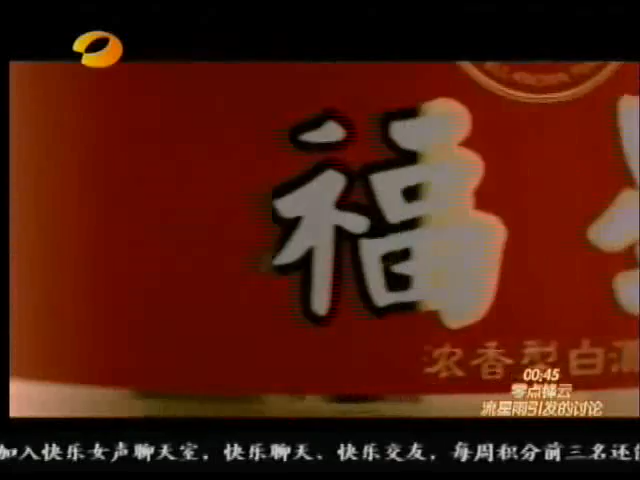 福
浓香型白酒
00:45
零点锋云
流星雨引发的讨论
加入快乐女声聊天室，快乐聊天、快乐交友，每周积分前三名还